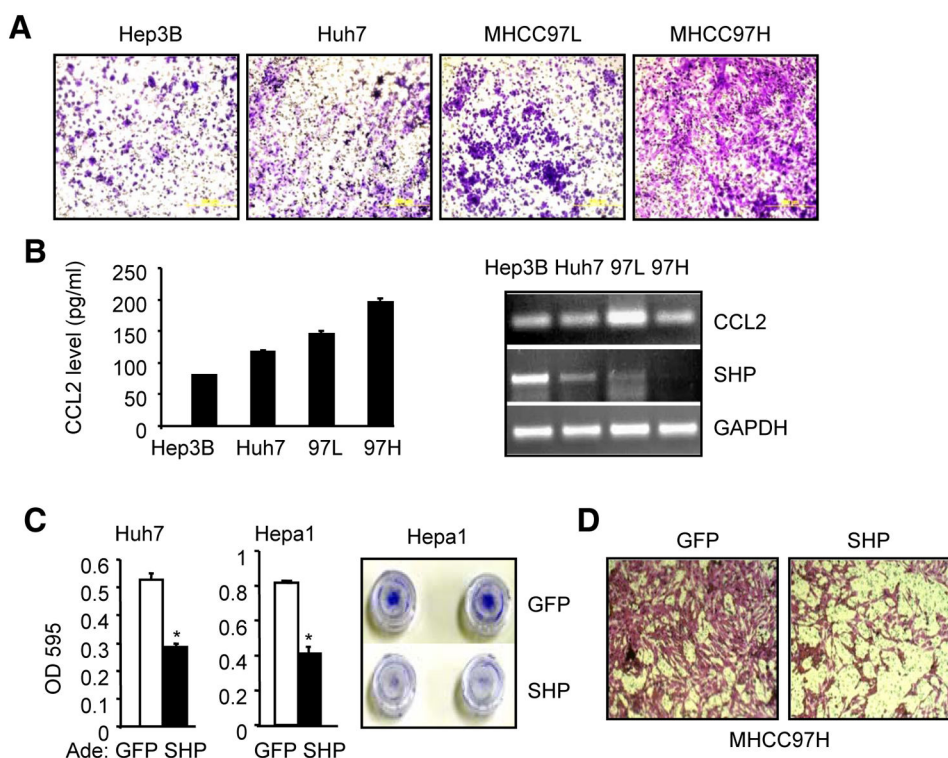 A
Hep3B Huh7 MHCC97L MHCC97H
B
CCL2 level (pg/ml)
250
200
150
100
50
0
Hep3B Huh7 97L 97H
Hep3B Huh7 97L 97H
CCL2
SHP
GAPDH
C
Huh7
OD 595
0.6
0.5
0.4
0.3
0.2
0.1
0
*
Ade: GFP SHP
Hepa1
1
0.8
0.6
0.4
0.2
0
*
GFP SHP
Hepa1
GFP
SHP
D
GFP SHP
MHCC97H